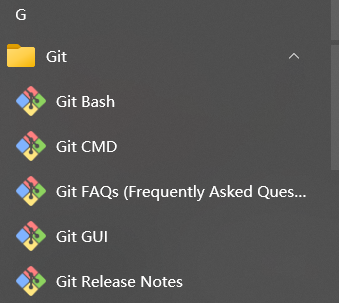 G
Git
Git Bash
Git CMD
Git FAQs (Frequently Asked Ques...
Git GUI
Git Release Notes